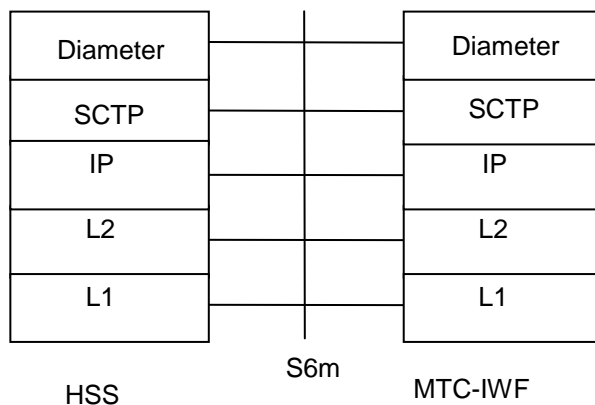 Diameter
SCTP
IP
L2
L1
HSS
S6m
Diameter
SCTP
IP
L2
L1
MTC-IWF